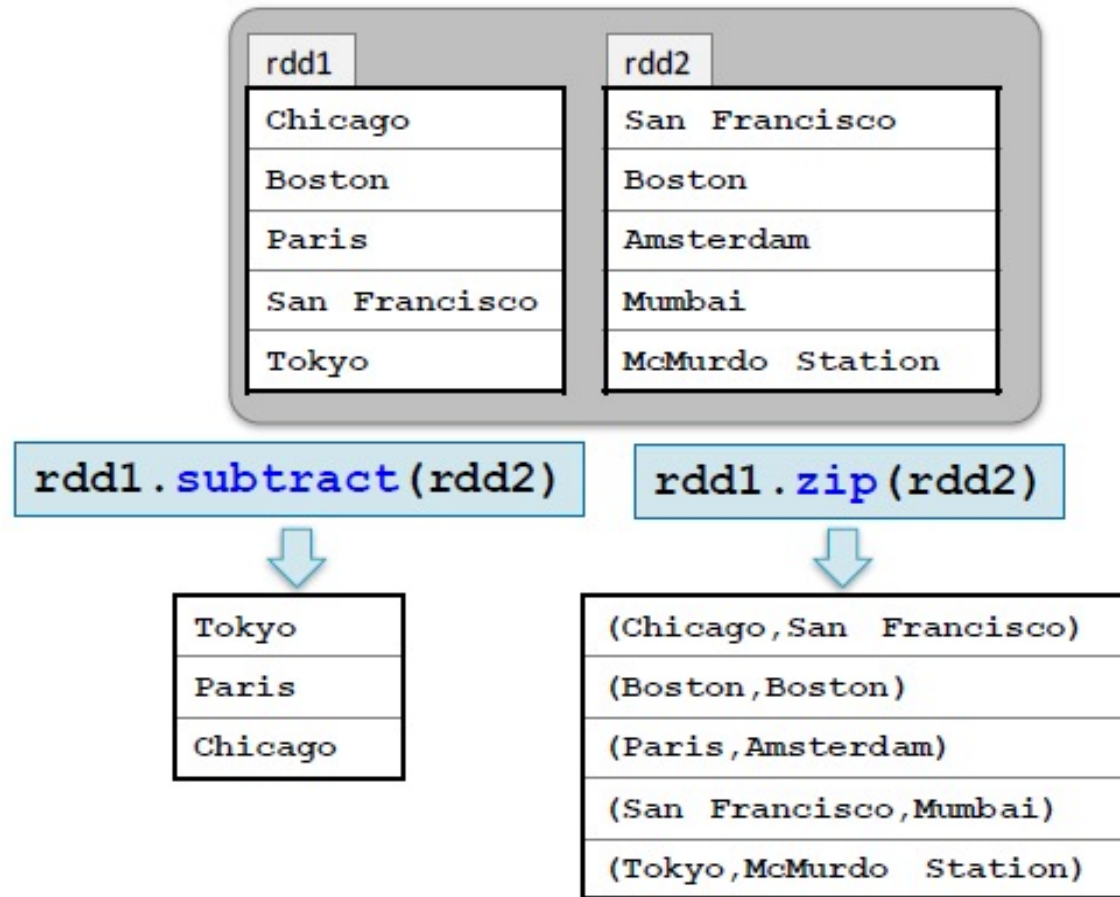 rdd1
Chicago
Boston
Paris
San Francisco
Tokyo
rdd2
San Francisco
Boston
Amsterdam
Mumbai
McMurdo Station
rdd1.subtract(rdd2)
Tokyo
Paris
Chicago
rdd1.zip(rdd2)
(Chicago,San Francisco)
(Boston,Boston)
(Paris,Amsterdam)
(San Francisco,Mumbai)
(Tokyo,McMurdo Station)